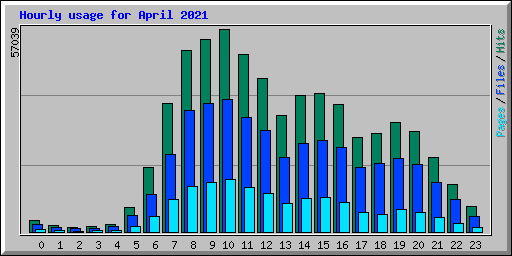 Hourly usage for April 2021
57039
Pages/Files/Hits
0 1 2 3 4 5 6 7 8 9 10 11 12 13 14 15 16 17 18 19 20 21 22 23